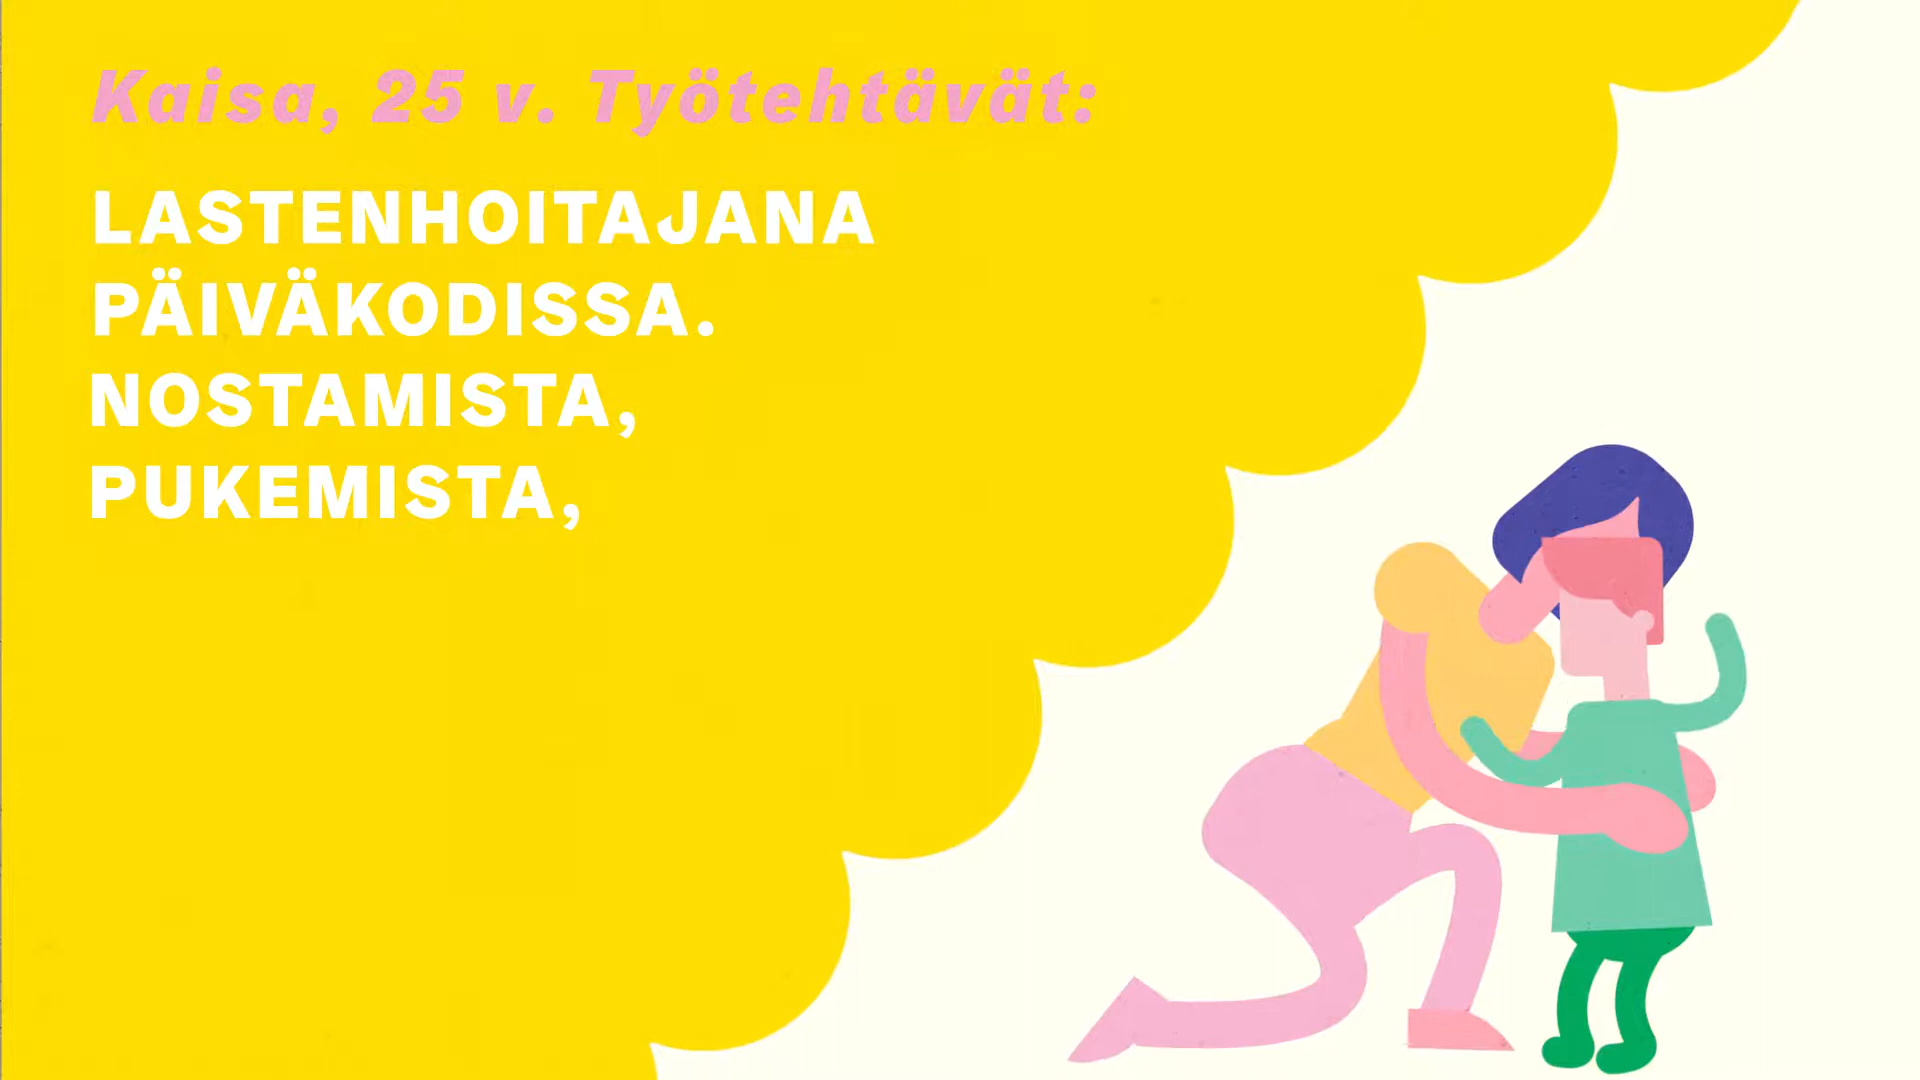 Kaisa, 25 v. Työtehtävät:
LASTENHOITAJANA
PÄIVÄKODISSA.
NOSTAMISTA,
PUKEMISTA,